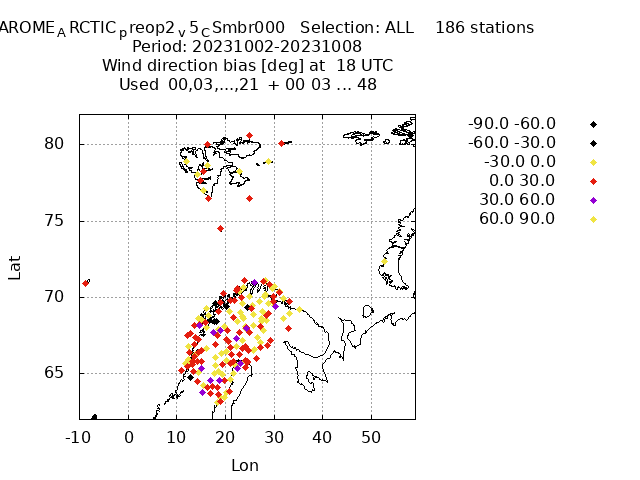 AROME_ARCTIC_preop2_v5_CSmbr000 Selection: ALL 186 stations
Period: 20231002-20231008
Wind direction bias [deg] at 18 UTC
Used 00,03,...,21 + 00 03 ... 48
-90.0 -60.0
-60.0 -30.0
-30.0 0.0
0.0 30.0
30.0 60.0
60.0 90.0
80
75
70
65
Lat
-10 0 10 20 30 40 50
Lon